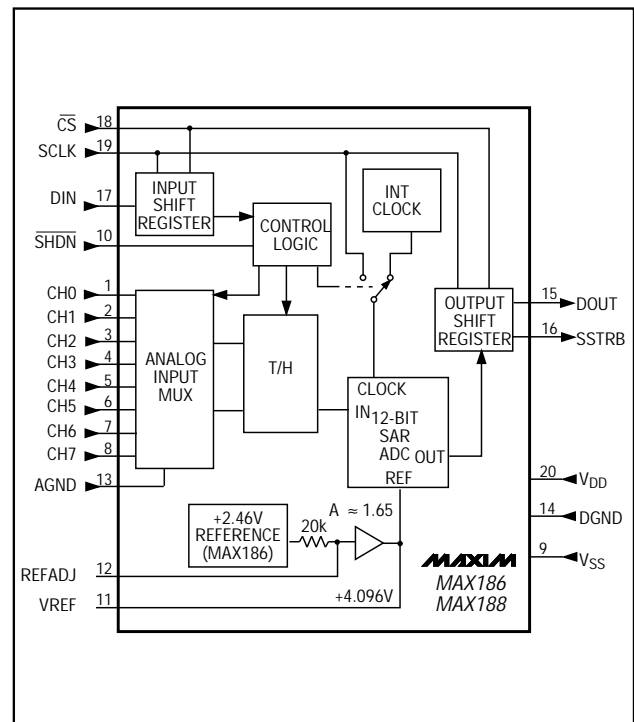 CS 18
SCLK 19
DIN 17
SHDN 10
CH0 1
CH1 2
CH2 3
CH3 4
CH4 5
CH5 6
CH6 7
CH7 8
AGND 13
REFADJ 12
VREF 11
INPUT
SHIFT
REGISTER
CONTROL
LOGIC
INT
CLOCK
ANALOG
INPUT
MUX
T/H
OUTPUT
SHIFT
REGISTER
15 DOUT
16 SSTRB
CLOCK
IN 12-BIT
SAR
ADC OUT
REF
+2.46V
REFERENCE
(MAX186)
20k
A ≈ 1.65
+4.096V
20 VDD
14 DGND
9 VSS
MAXIM
MAX186
MAX188